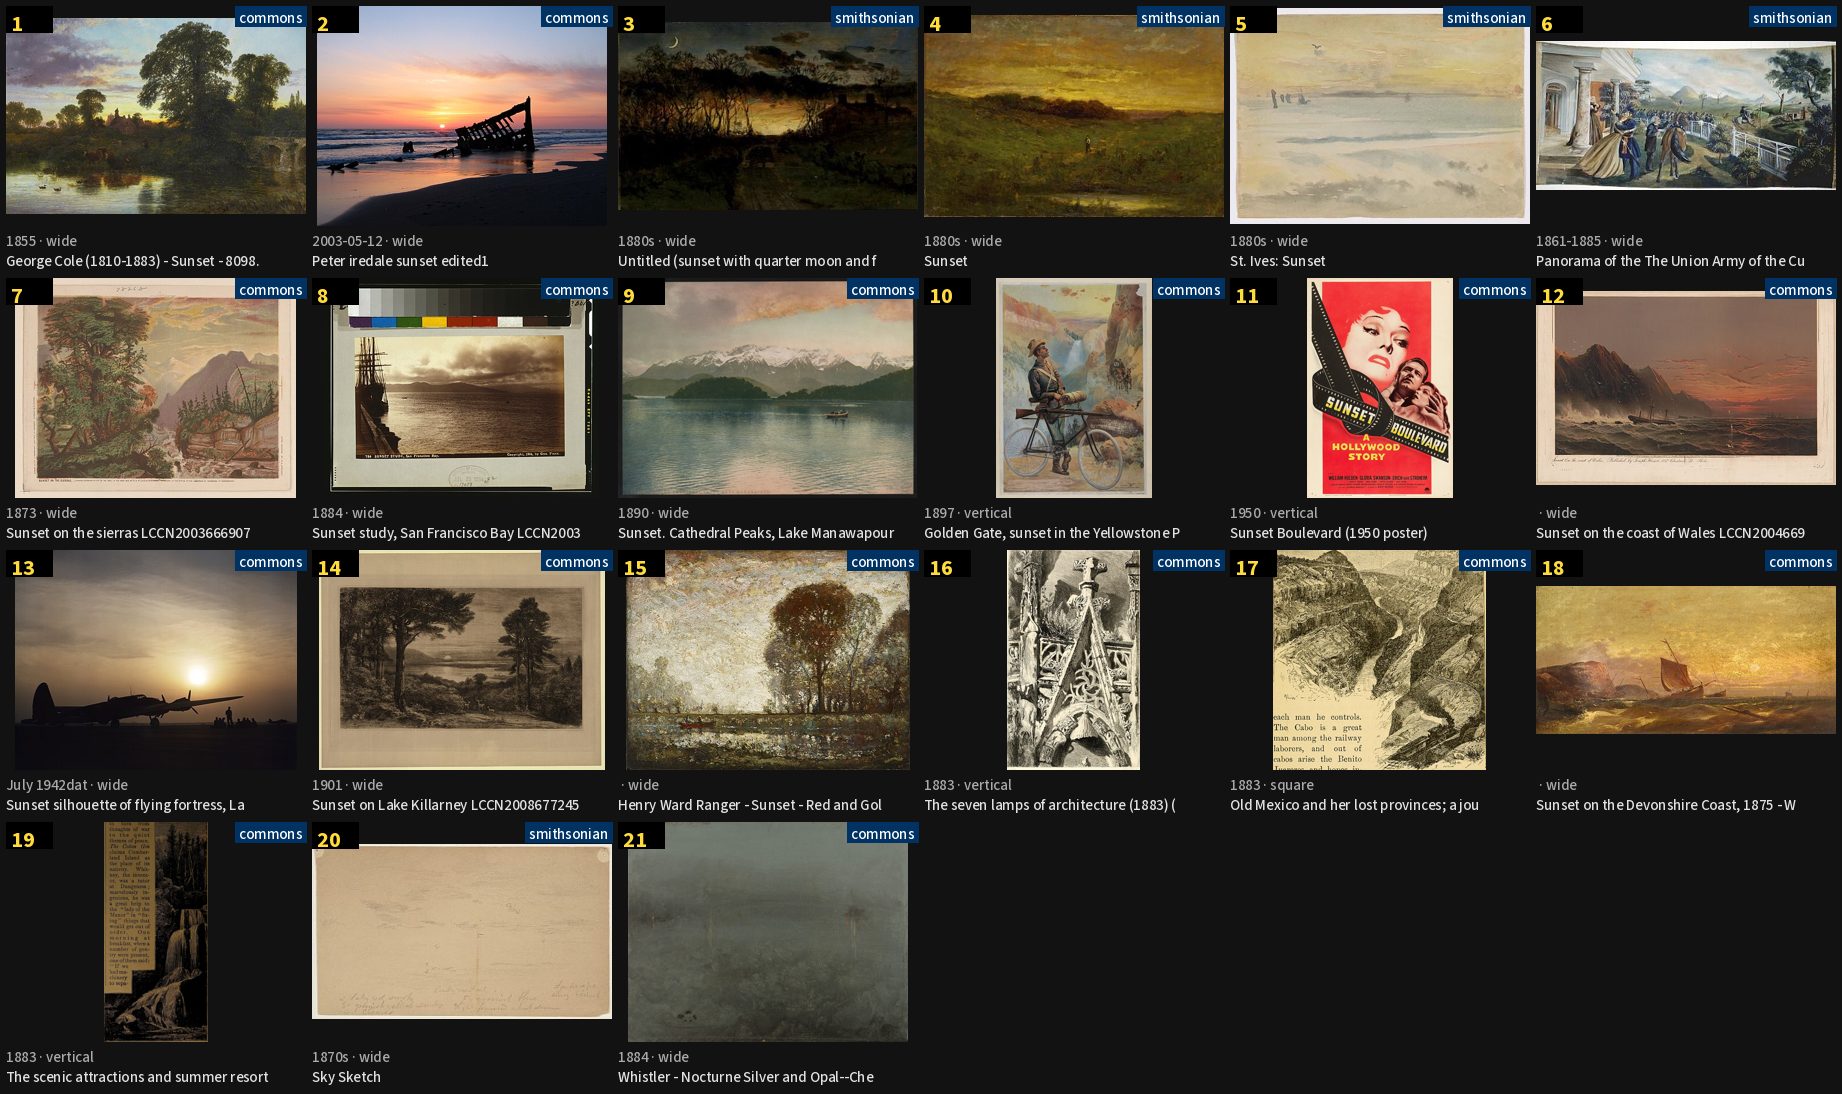 1
commons
1855 · wide
George Cole (1810-1883) - Sunset - 8098.
2
commons
2003-05-12 · wide
Peter iredale sunset edited1
3
smithsonian
1880s · wide
Untitled (sunset with quarter moon and f
4
smithsonian
1880s · wide
Sunset
5
smithsonian
1880s · wide
St. Ives: Sunset
6
smithsonian
1861-1885 · wide
Panorama of the The Union Army of the Cu
7
commons
1873 · wide
Sunset on the sierras LCCN2003666907
8
commons
1884 · wide
Sunset study, San Francisco Bay LCCN2003
9
commons
1890 · wide
Sunset. Cathedral Peaks, Lake Manawapour
10
commons
1897 · vertical
Golden Gate, sunset in the Yellowstone P
11
commons
SUNSET
BOULEVARD
A
HOLLYWOOD
STORY
1950 · vertical
Sunset Boulevard (1950 poster)
12
commons
· wide
Sunset on the coast of Wales LCCN2004669
13
commons
July 1942dat · wide
Sunset silhouette of flying fortress, La
14
commons
1901 · wide
Sunset on Lake Killarney LCCN2008677245
15
commons
· wide
Henry Ward Ranger - Sunset - Red and Gol
16
commons
1883 · vertical
The seven lamps of architecture (1883) (
17
commons
each man he controls.
The Cabo is a great
man among the railway
laborers, and out of
cabos arise the Benito
1883 · square
Old Mexico and her lost provinces; a jou
18
commons
· wide
Sunset on the Devonshire Coast, 1875 - W
19
commons
1883 · vertical
The scenic attractions and summer resort
20
smithsonian
1870s · wide
Sky Sketch
21
commons
1884 · wide
Whistler - Nocturne Silver and Opal--Che